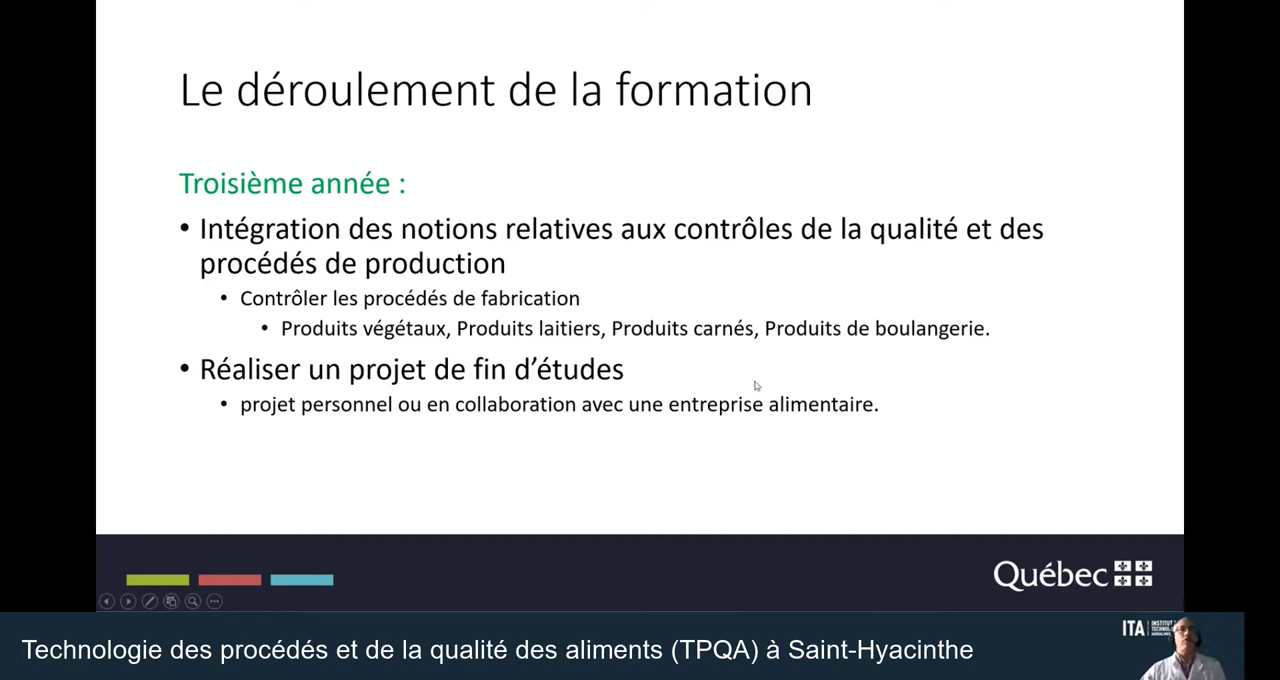 Le déroulement de la formation
Troisième année :
• Intégration des notions relatives aux contrôles de la qualité et des
procédés de production
• Contrôler les procédés de fabrication
• Produits végétaux, Produits laitiers, Produits carnés, Produits de boulangerie.
• Réaliser un projet de fin d’études
• projet personnel ou en collaboration avec une entreprise alimentaire.
Québec
Technologie des procédés et de la qualité des aliments (TPQA) à Saint-Hyacinthe
ITA
INSTITUT